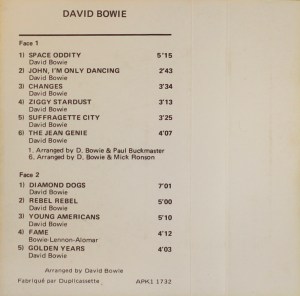 DAVID BOWIE
Face 1
1) SPACE ODDITY 5'15
David Bowie
2) JOHN, I'M ONLY DANCING 2'43
David Bowie
3) CHANGES 3'34
David Bowie
4) ZIGGY STARDUST 3'13
David Bowie
5) SUFFRAGETTE CITY 3'25
David Bowie
6) THE JEAN GENIE 4'07
David Bowie
1. Arranged by D. Bowie & Paul Buckmaster
6. Arranged by D. Bowie & Mick Ronson
Face 2
1) DIAMOND DOGS 7'01
David Bowie
2) REBEL REBEL 5'00
David Bowie
3) YOUNG AMERICANS 5'10
David Bowie
4) FAME 4'12
Bowie-Lennon-Alomar
5) GOLDEN YEARS 4'03
David Bowie
Arranged by David Bowie
Fabriqué par Duplicassette APK1 1732